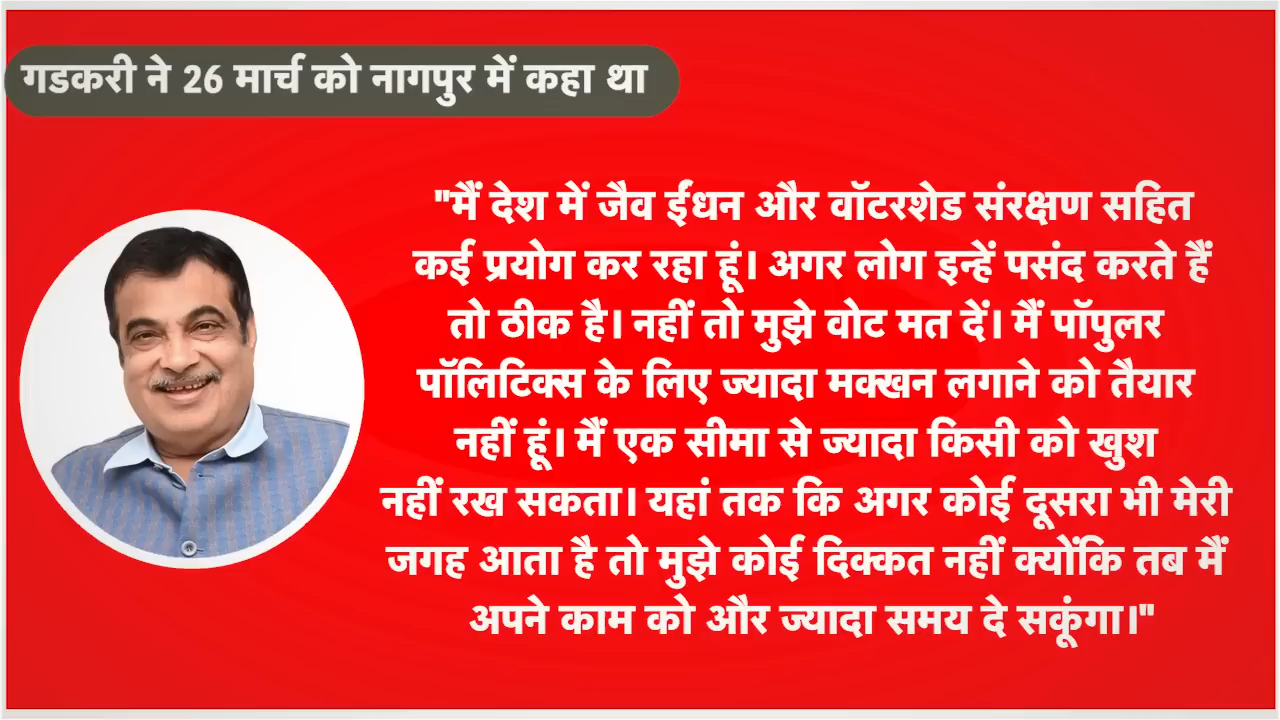 गडकरी ने 26 मार्च को नागपुर में कहा था
"मैं देश में जैव ईंधन और वॉटरशेड संरक्षण सहित
कई प्रयोग कर रहा हूं। अगर लोग इन्हें पसंद करते हैं
तो ठीक है। नहीं तो मुझे वोट मत दें। मैं पॉपुलर
पॉलिटिक्स के लिए ज्यादा मक्खन लगाने को तैयार
नहीं हूं। मैं एक सीमा से ज्यादा किसी को खुश
नहीं रख सकता। यहां तक कि अगर कोई दूसरा भी मेरी
जगह आता है तो मुझे कोई दिक्कत नहीं क्योंकि तब मैं
अपने काम को और ज्यादा समय दे सकूंगा।"